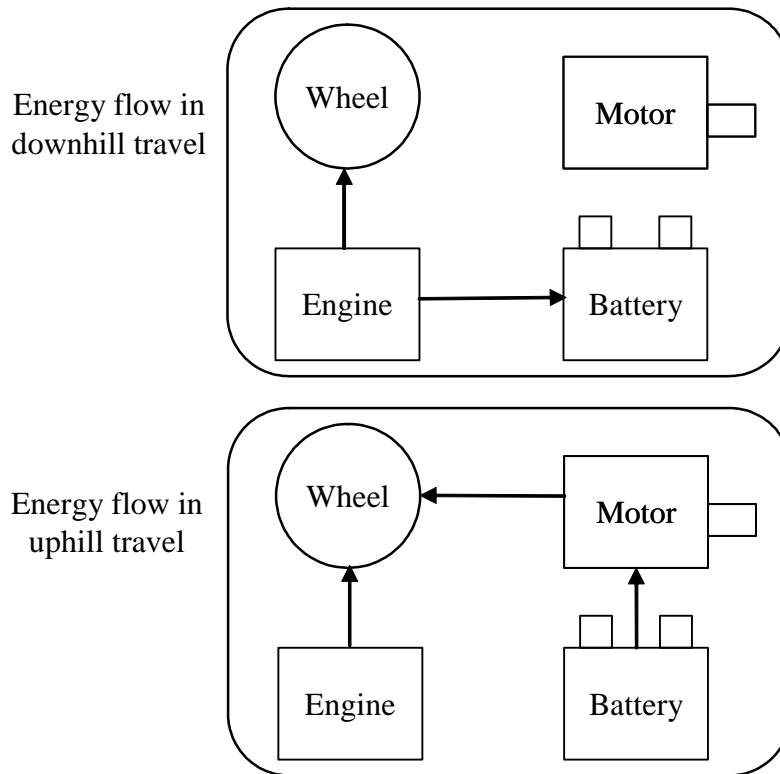 Energy flow in
downhill travel
Wheel
Motor
Engine
Battery
Energy flow in
uphill travel
Wheel
Motor
Engine
Battery